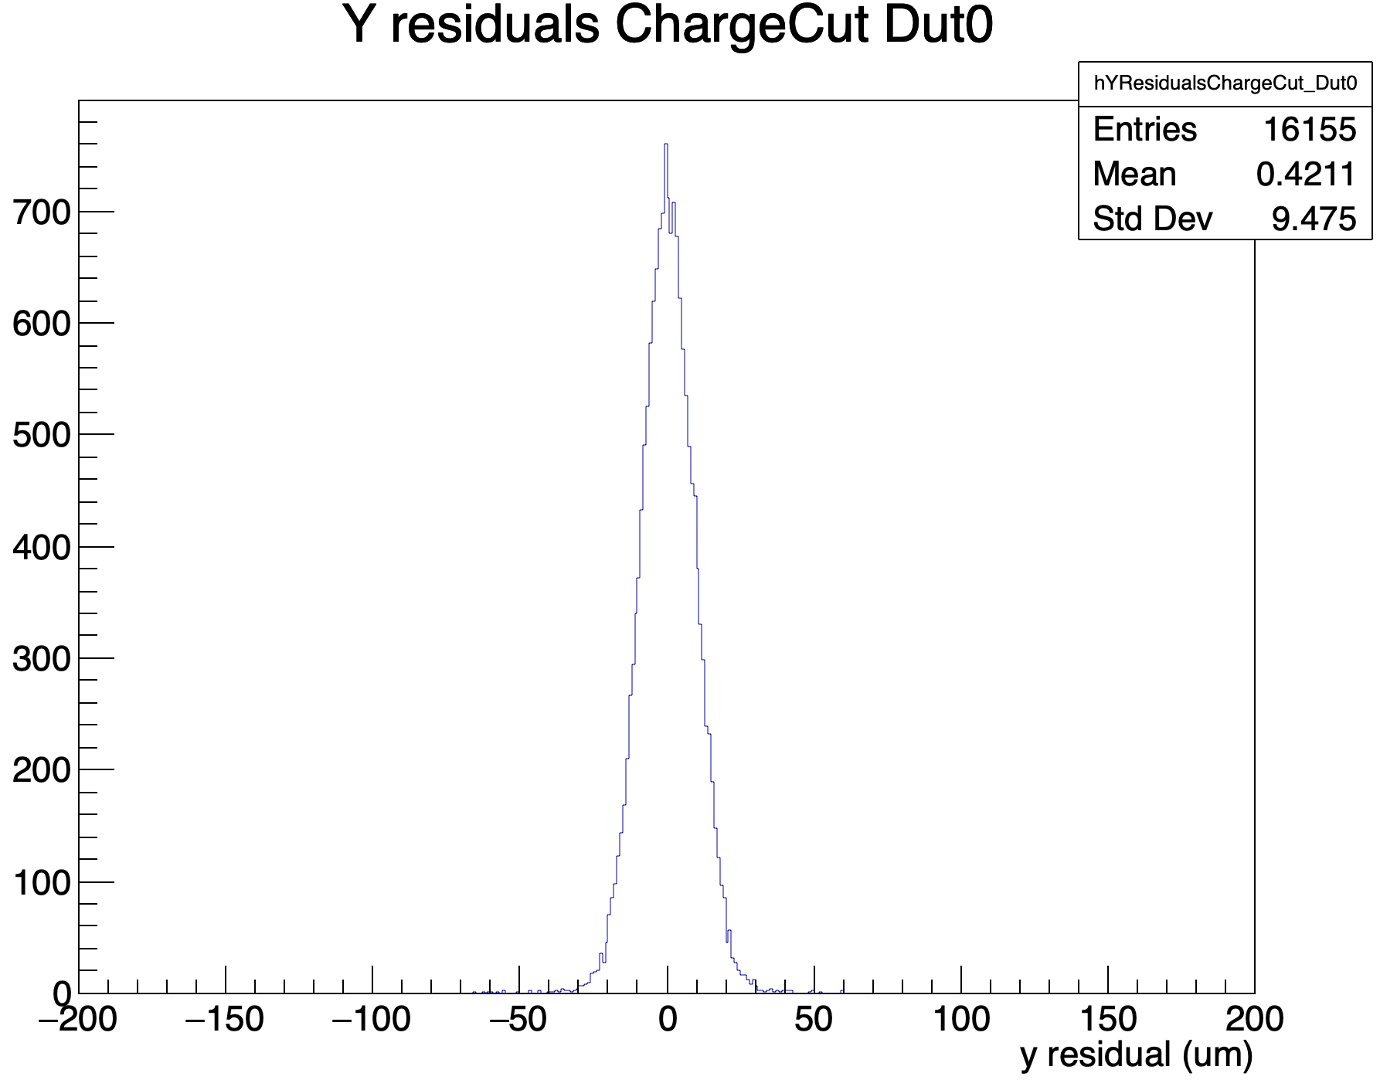 Y residuals ChargeCut Dut0
hYResidualsChargeCut_Dut0
Entries 16155
Mean 0.4211
Std Dev 9.475
700
600
500
400
300
200
100
0
−200 −150 −100 −50 0 50 100 150 200
y residual (um)